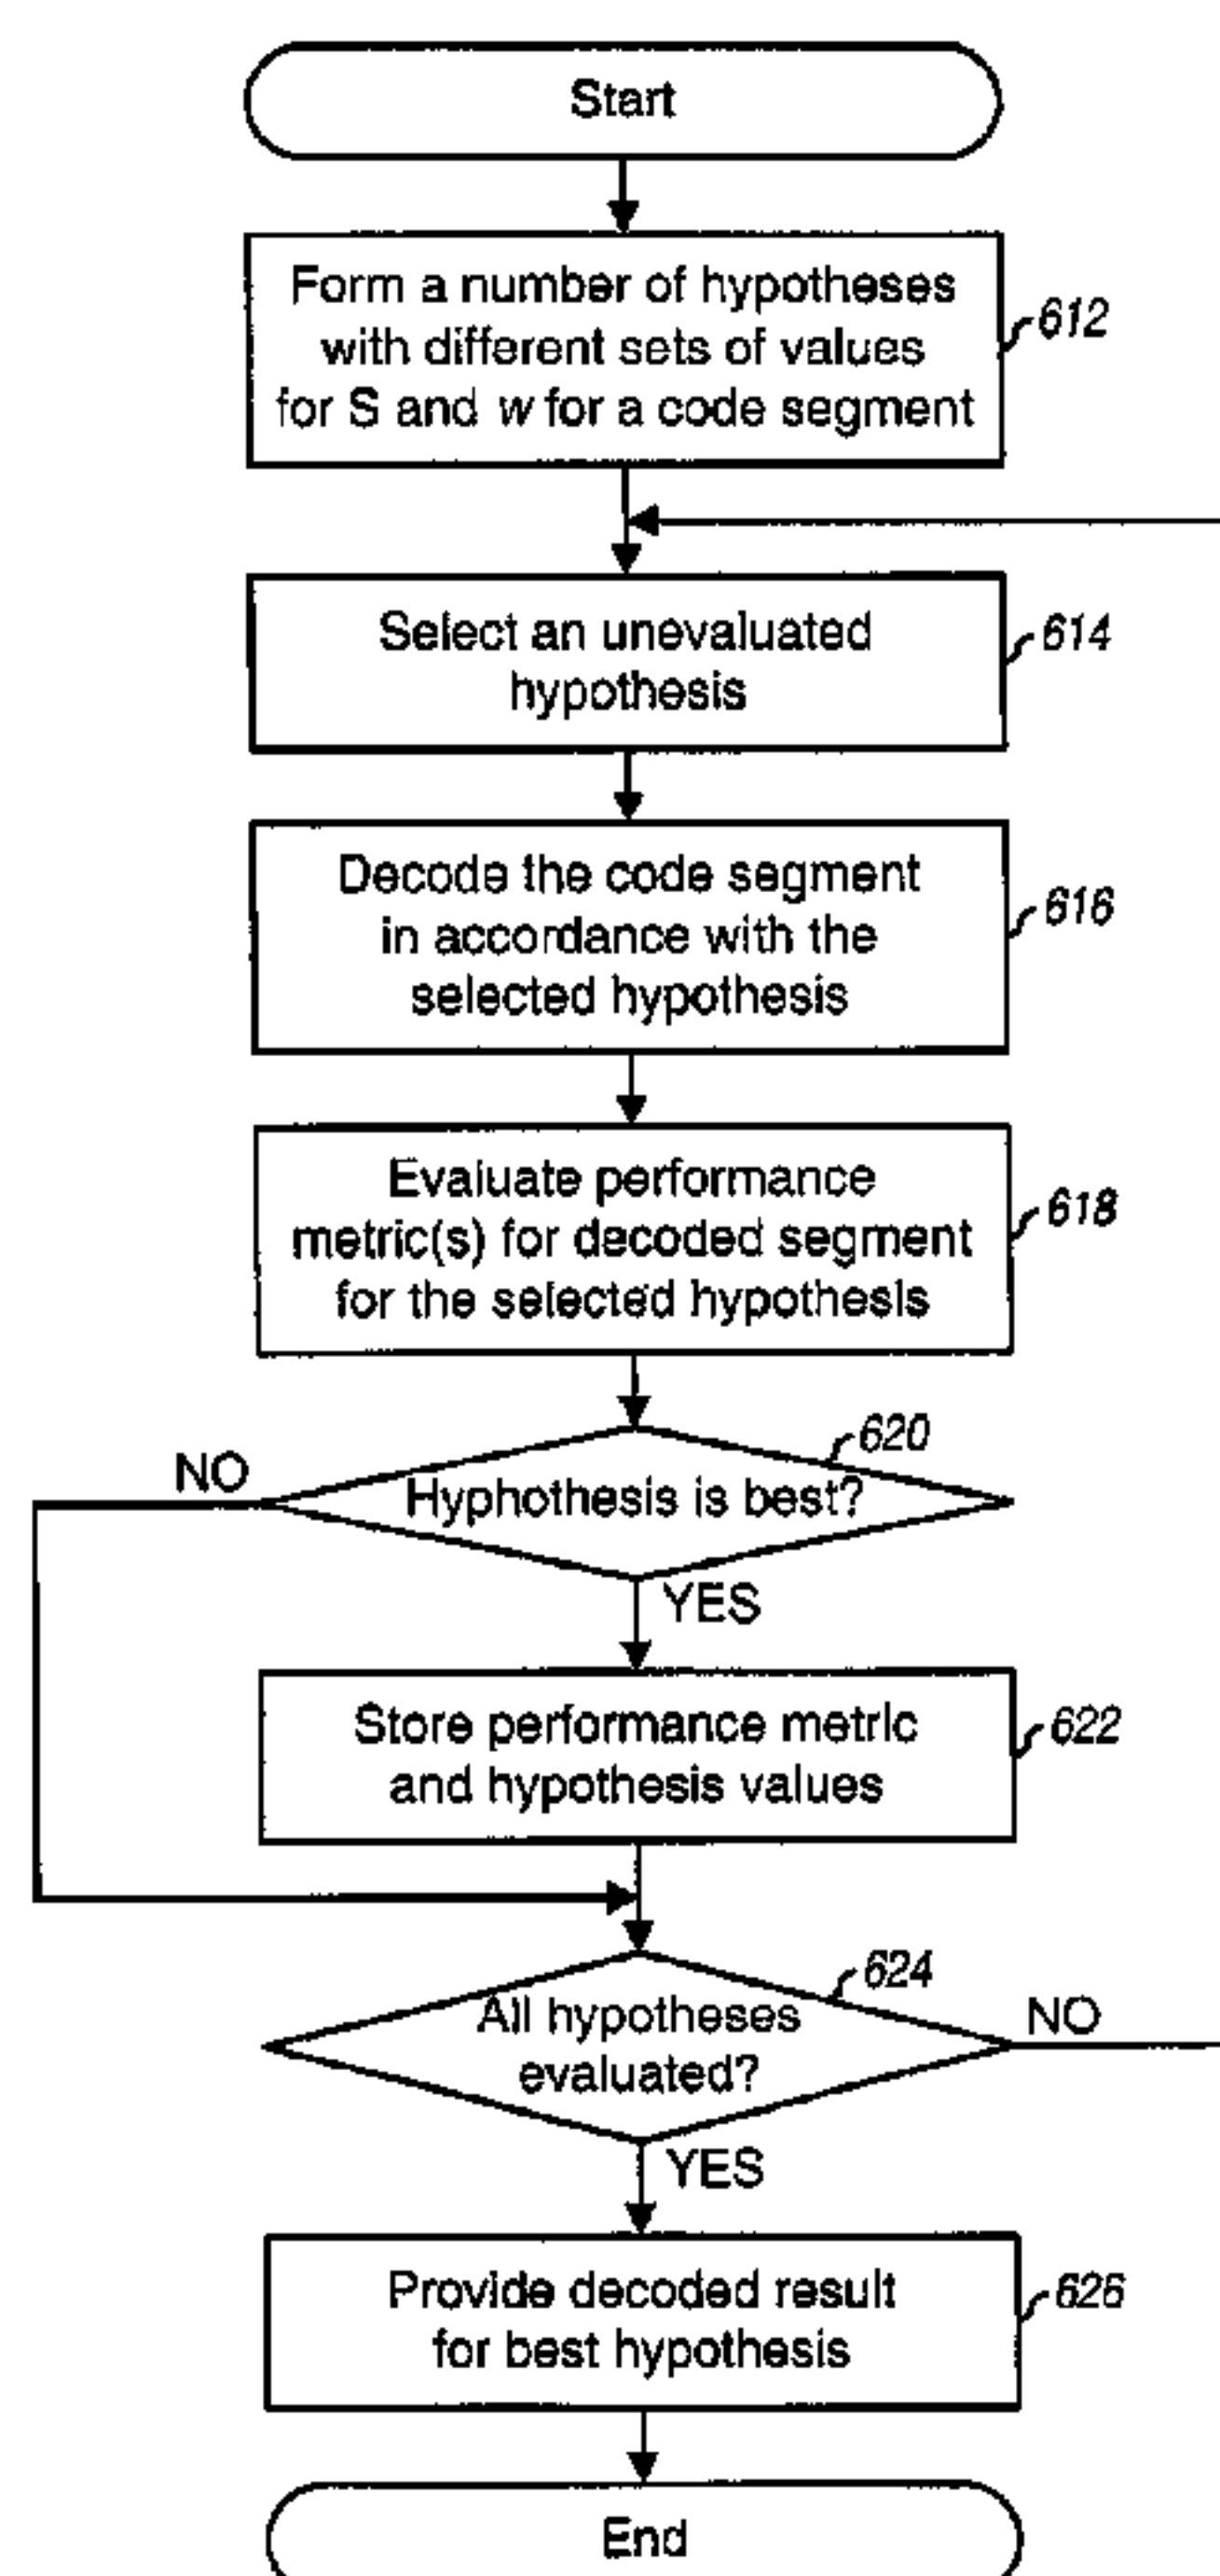 Start
Form a number of hypotheses
with different sets of values
for S and w for a code segment
612
Select an unevaluated
hypothesis
614
Decode the code segment
in accordance with the
selected hypothesis
616
Evaluate performance
metric(s) for decoded segment
for the selected hypothesis
618
620
NO
Hyphothesis is best?
YES
Store performance metric
and hypothesis values
622
624
All hypotheses
evaluated?
NO
YES
Provide decoded result
for best hypothesis
626
End